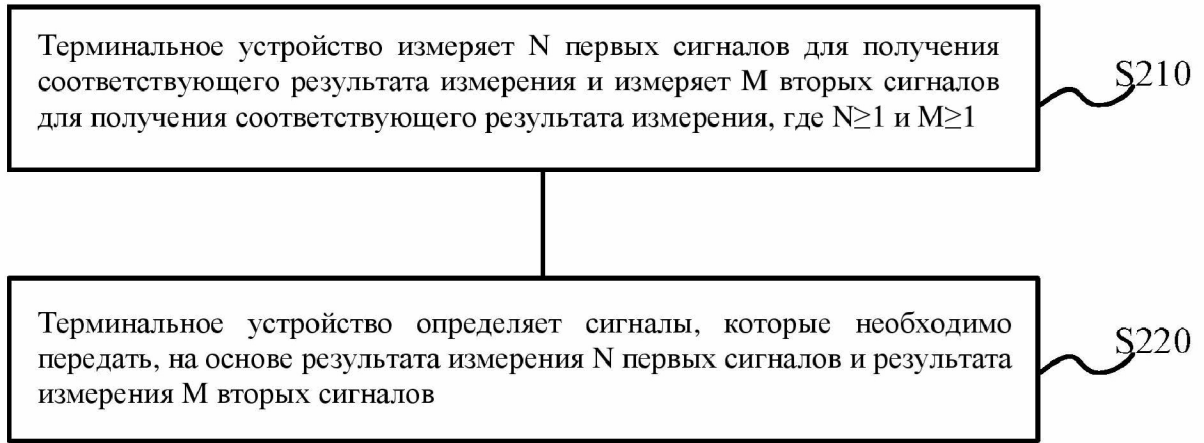 Терминальное устройство измеряет N первых сигналов для получения
соответствующего результата измерения и измеряет M вторых сигналов
для получения соответствующего результата измерения, где N≥1 и M≥1
S210
Терминальное устройство определяет сигналы, которые необходимо
передать, на основе результата измерения N первых сигналов и результата
измерения M вторых сигналов
S220